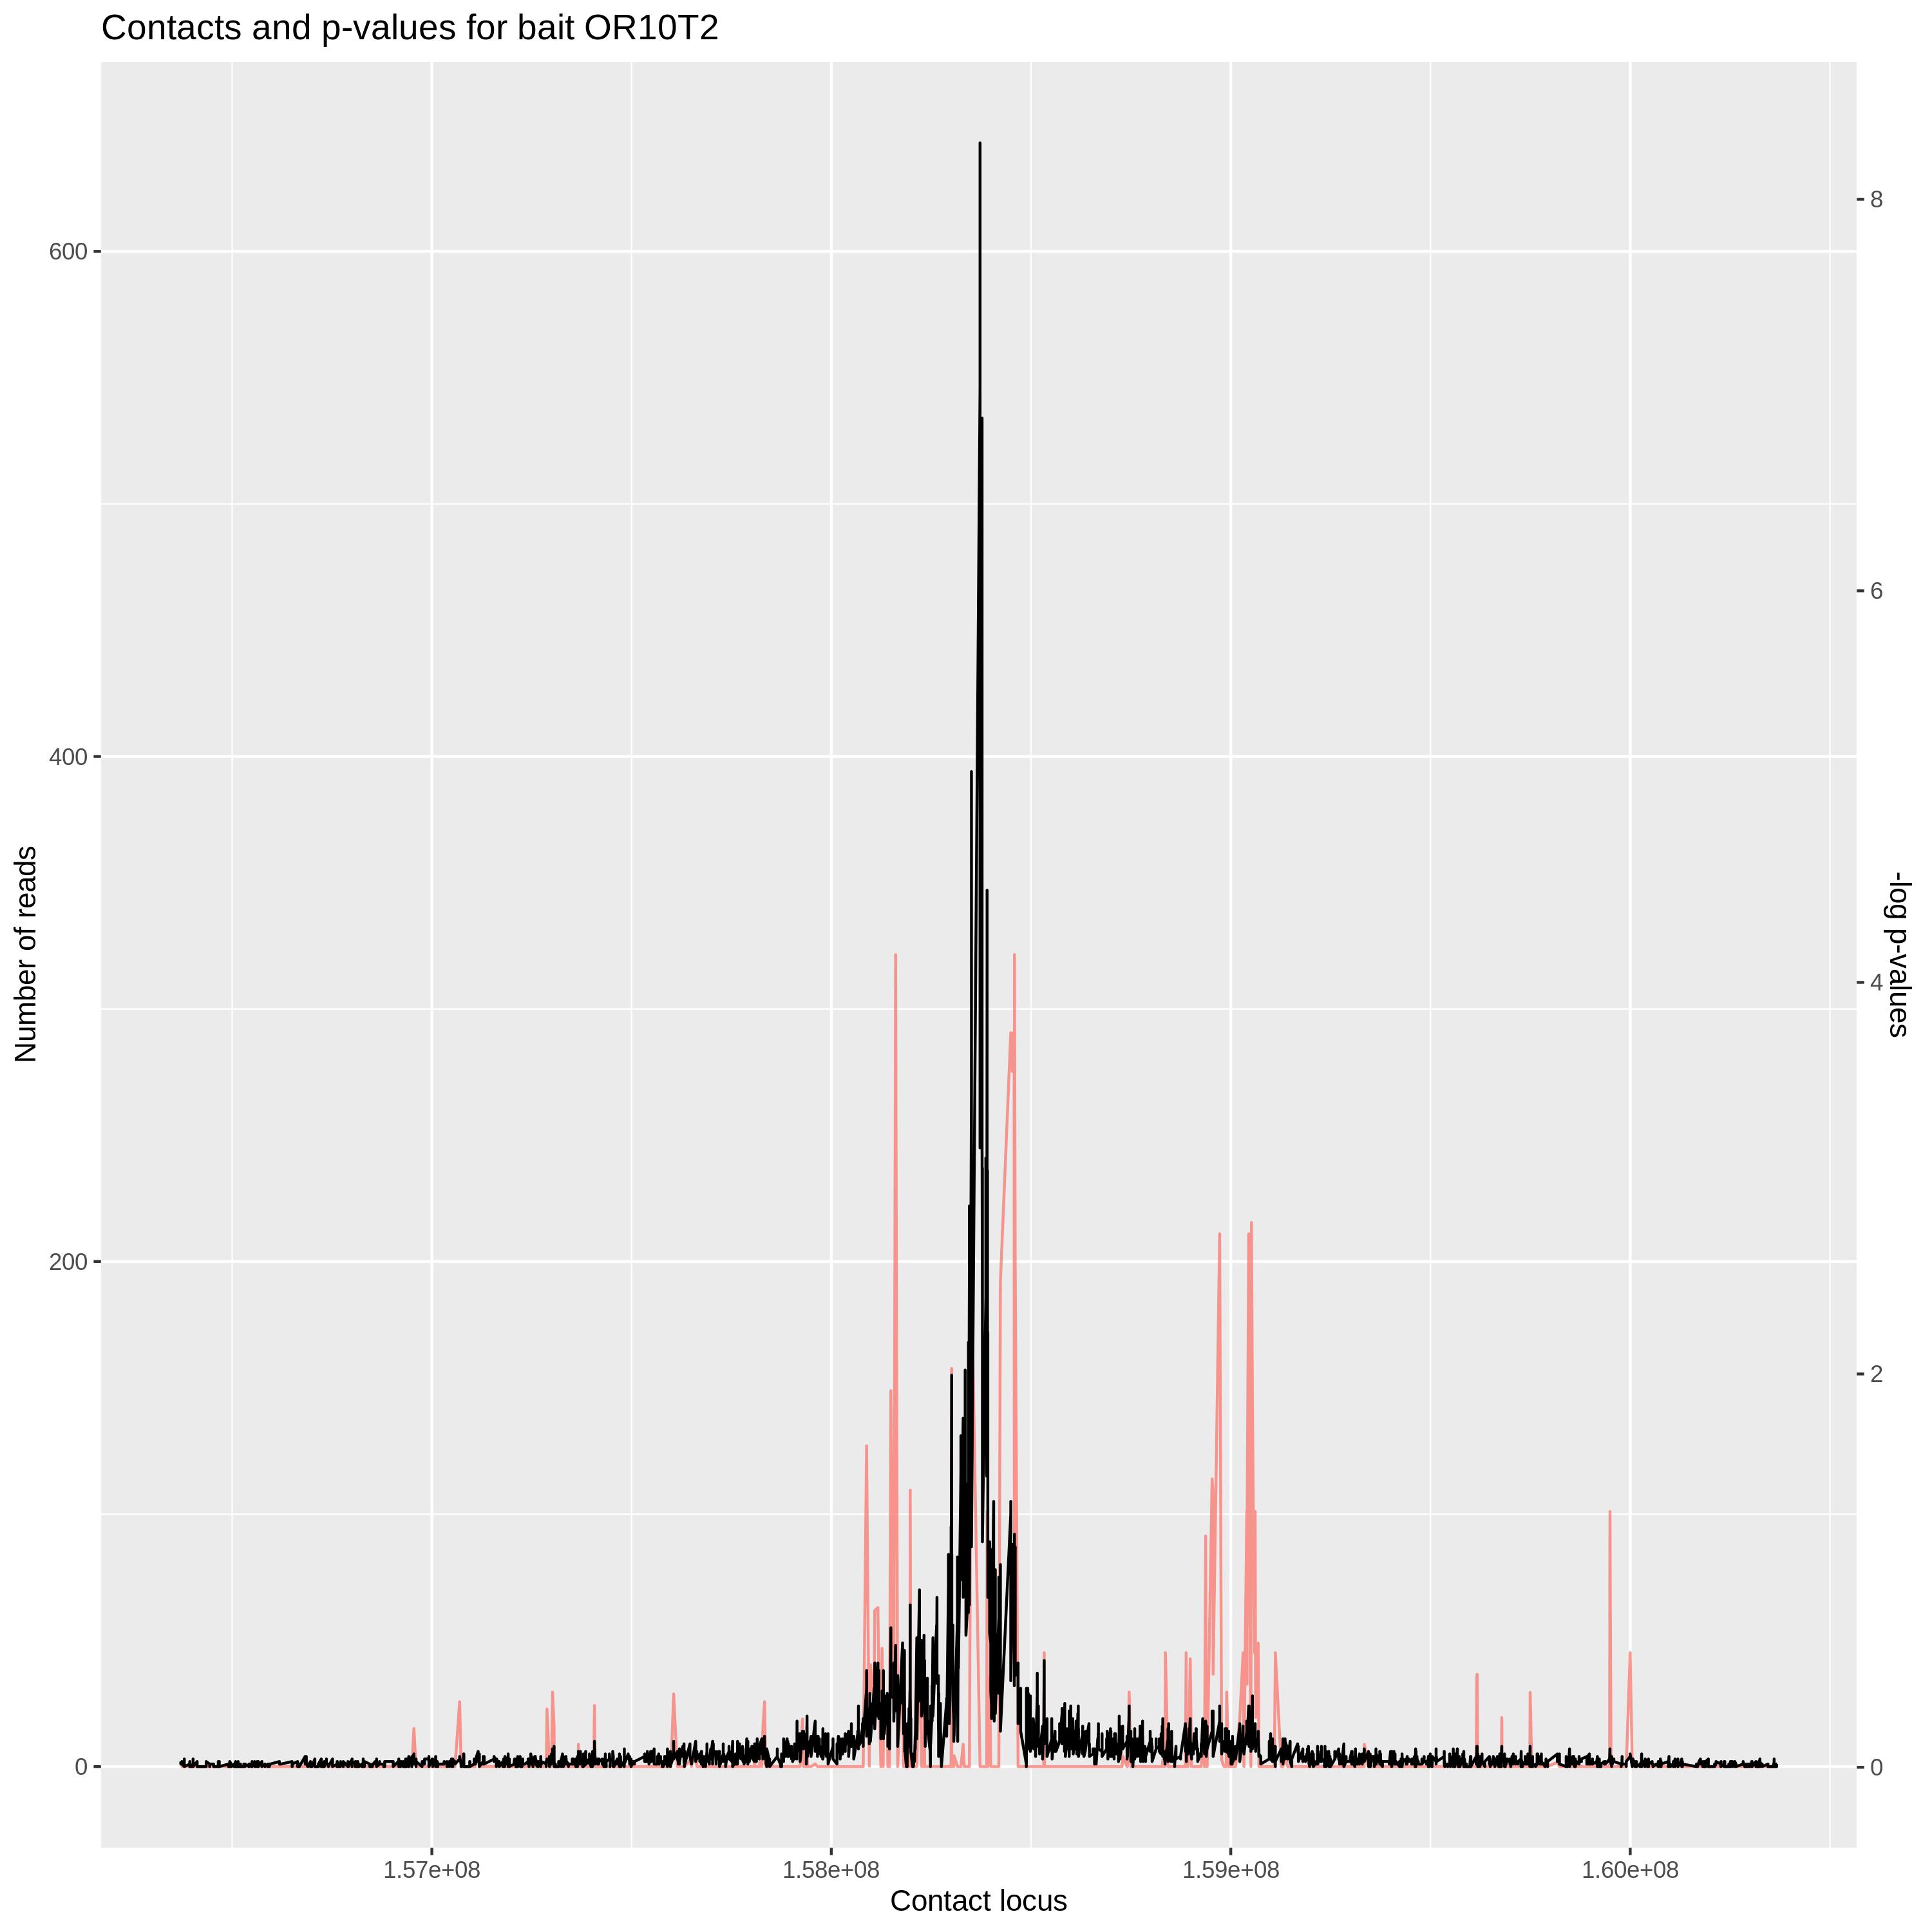 Contacts and p-values for bait OR10T2
600
400
200
0
Number of reads
8
6
4
2
0
-log p-values
1.57e+08
1.58e+08
1.59e+08
1.60e+08
Contact locus